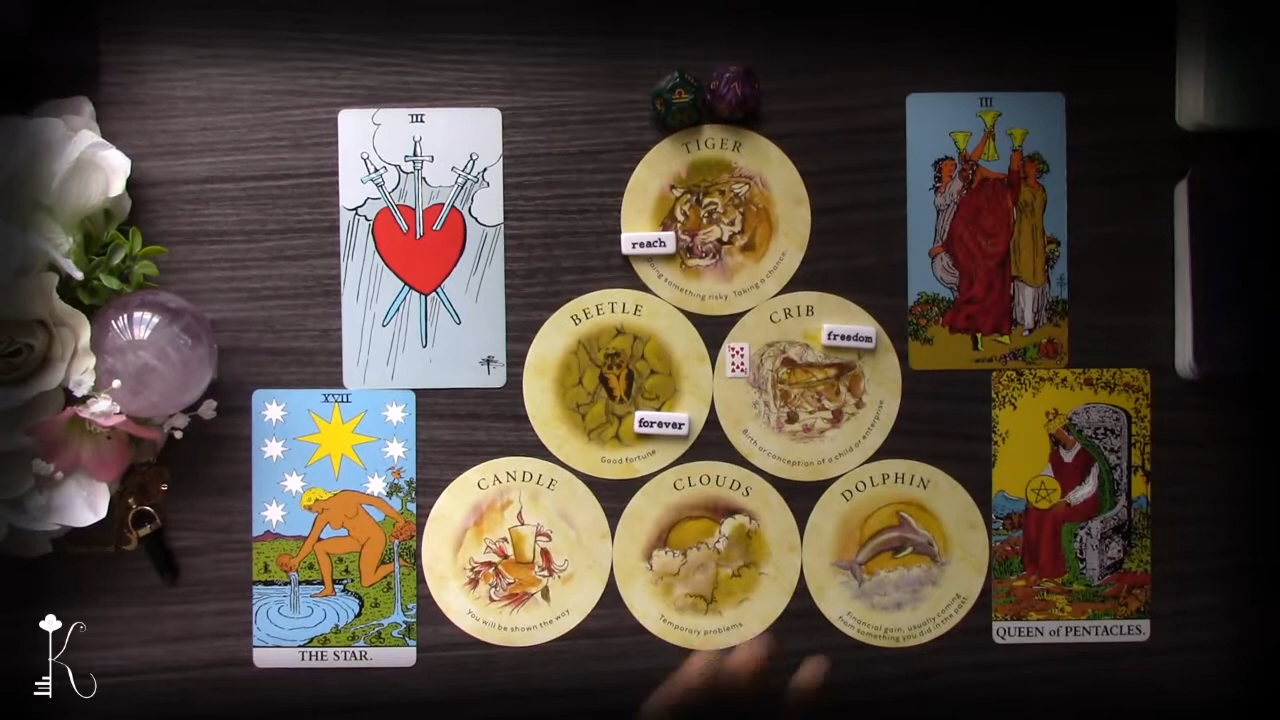 III
III
TIGER
reach
Doing something risky. Taking a chance.
BEETLE
forever
Good fortune
CRIB
freedom
Birth or conception of a child or enterprise
XVII
THE STAR.
CANDLE
You will be shown the way.
CLOUDS
Temporary problems
DOLPHIN
Financial gain, usually coming
from something you did in the past.
QUEEN of PENTACLES.
K